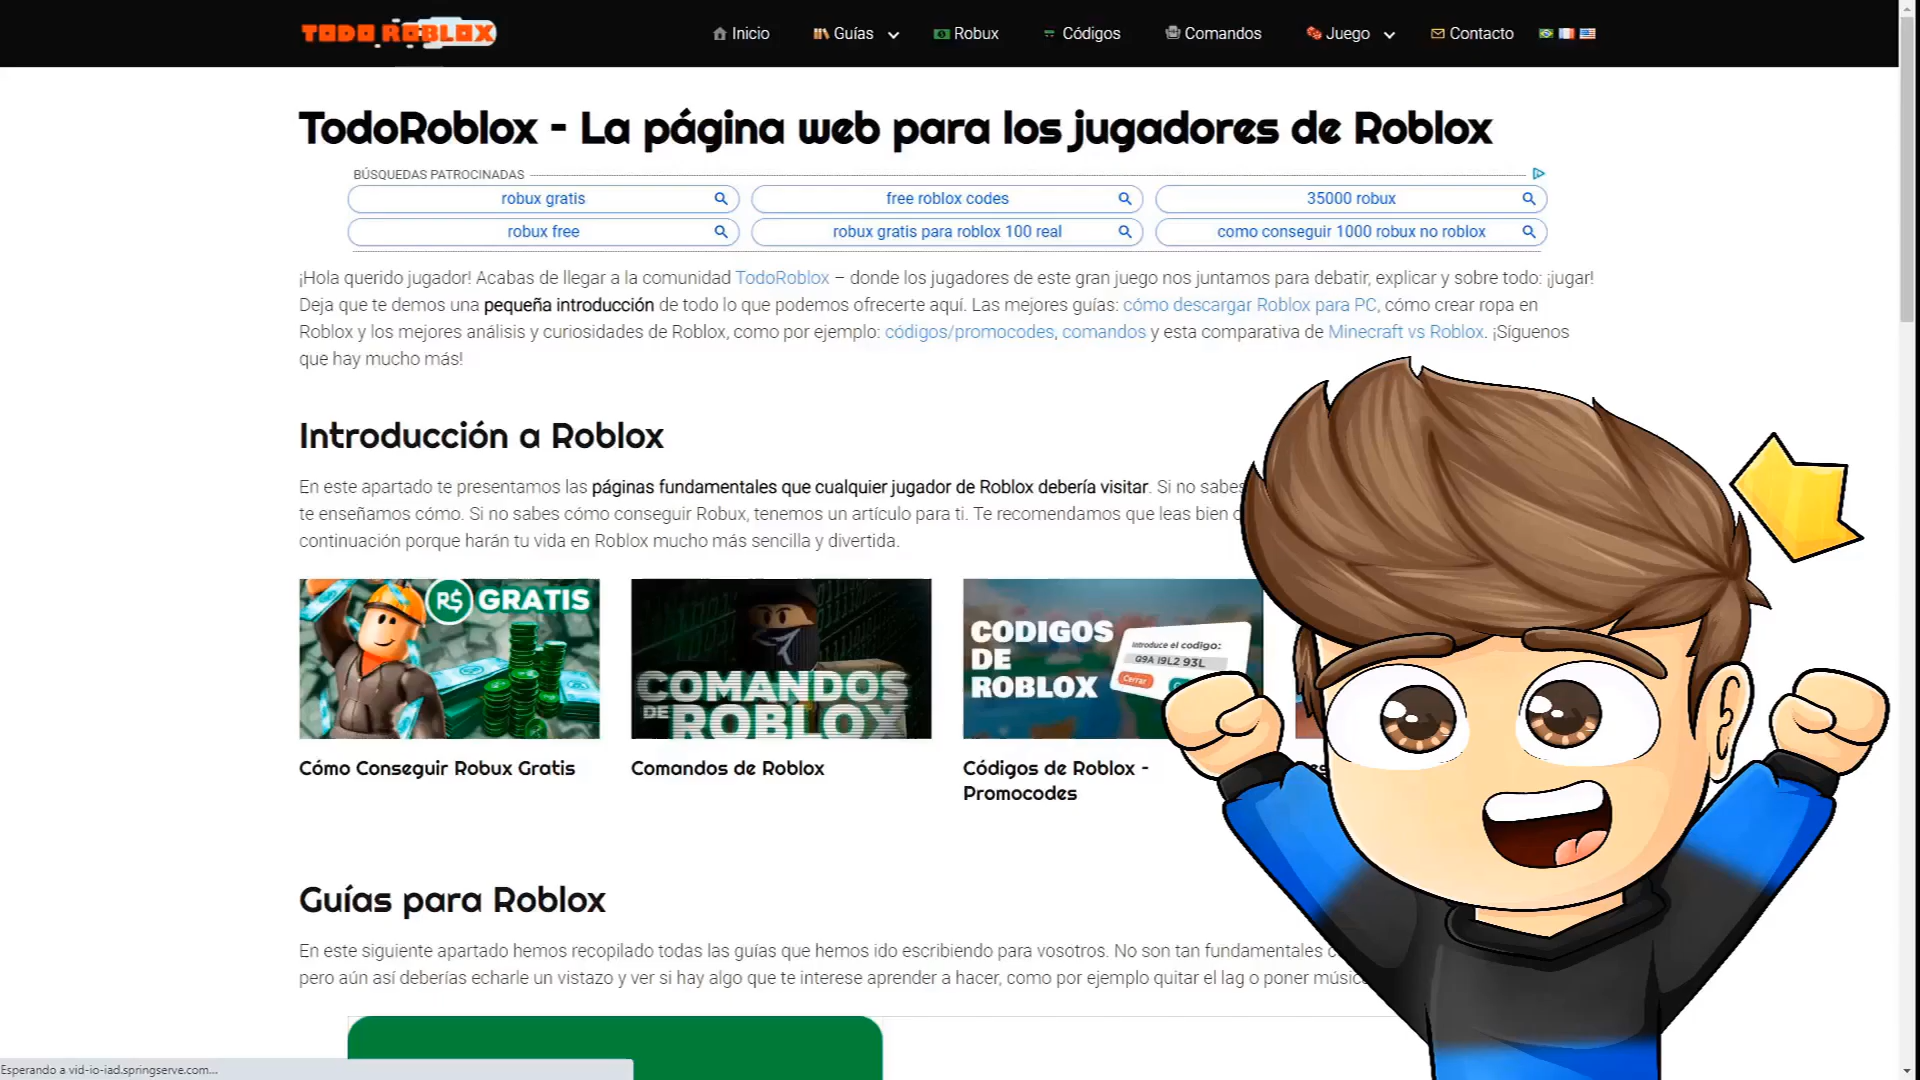 TODO ROBLOX
Inicio
Guías
Robux
Códigos
Comandos
Juego
Contacto
TodoRoblox - La página web para los jugadores de Roblox
BÚSQUEDAS PATROCINADAS
robux gratis
free roblox codes
35000 robux
robux free
robux gratis para roblox 100 real
como conseguir 1000 robux no roblox
¡Hola querido jugador! Acabas de llegar a la comunidad TodoRoblox – donde los jugadores de este gran juego nos juntamos para debatir, explicar y sobre todo: ¡jugar!
Deja que te demos una pequeña introducción de todo lo que podemos ofrecerte aquí. Las mejores guías: cómo descargar Roblox para PC, cómo crear ropa en
Roblox y los mejores análisis y curiosidades de Roblox, como por ejemplo: códigos/promocodes, comandos y esta comparativa de Minecraft vs Roblox. ¡Síguenos
que hay mucho más!
Introducción a Roblox
En este apartado te presentamos las páginas fundamentales que cualquier jugador de Roblox debería visitar. Si no sabes
te enseñamos cómo. Si no sabes cómo conseguir Robux, tenemos un artículo para ti. Te recomendamos que leas bien
continuación porque harán tu vida en Roblox mucho más sencilla y divertida.
R$ GRATIS
COMANDOS
DE ROBLOX
CODIGOS
DE
ROBLOX
Introduce el codigo:
G9A I9L2 93L
Cerrar
Cómo Conseguir Robux Gratis
Comandos de Roblox
Códigos de Roblox -
Promocodes
Guías para Roblox
En este siguiente apartado hemos recopilado todas las guías que hemos ido escribiendo para vosotros. No son tan fundamentales
pero aún así deberías echarle un vistazo y ver si hay algo que te interese aprender a hacer, como por ejemplo quitar el lag o poner música
Esperando a vid-io-iad.springserve.com...